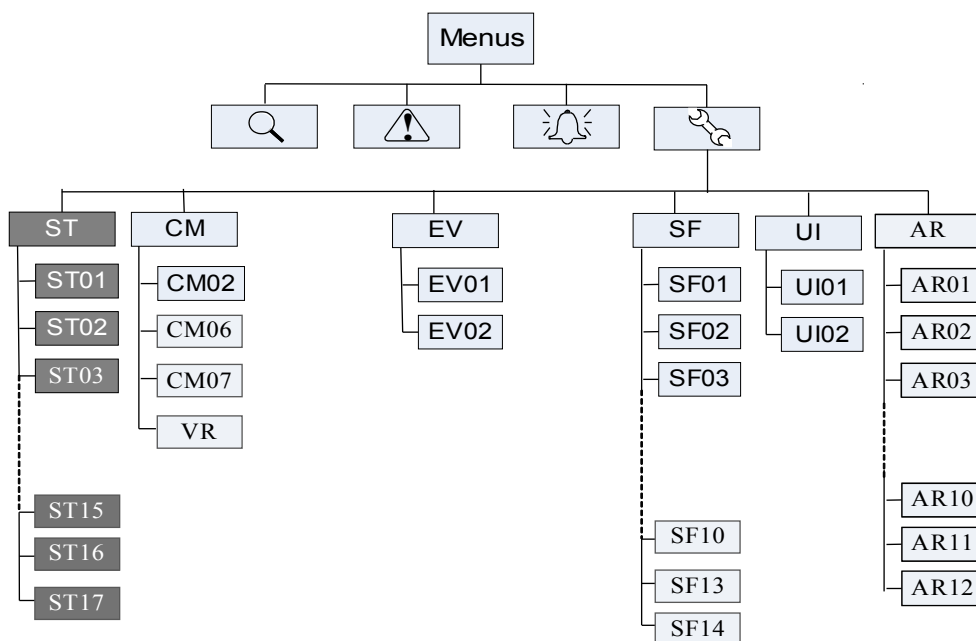 Menus
ST
CM
EV
SF
UI
AR
ST01
CM02
EV01
SF01
UI01
AR01
ST02
CM06
EV02
SF02
UI02
AR02
ST03
CM07
SF03
AR03
VR
ST15
AR10
ST16
SF10
AR11
ST17
SF13
AR12
SF14